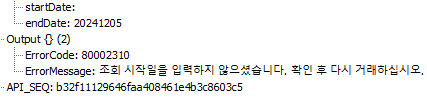 startDate:
endDate: 20241205
Output {} (2)
ErrorCode: 80002310
ErrorMessage: 조회 시작일을 입력하지 않으셨습니다. 확인 후 다시 거래하십시오.
API_SEQ: b32f11129646faa408461e4b3c8603c5